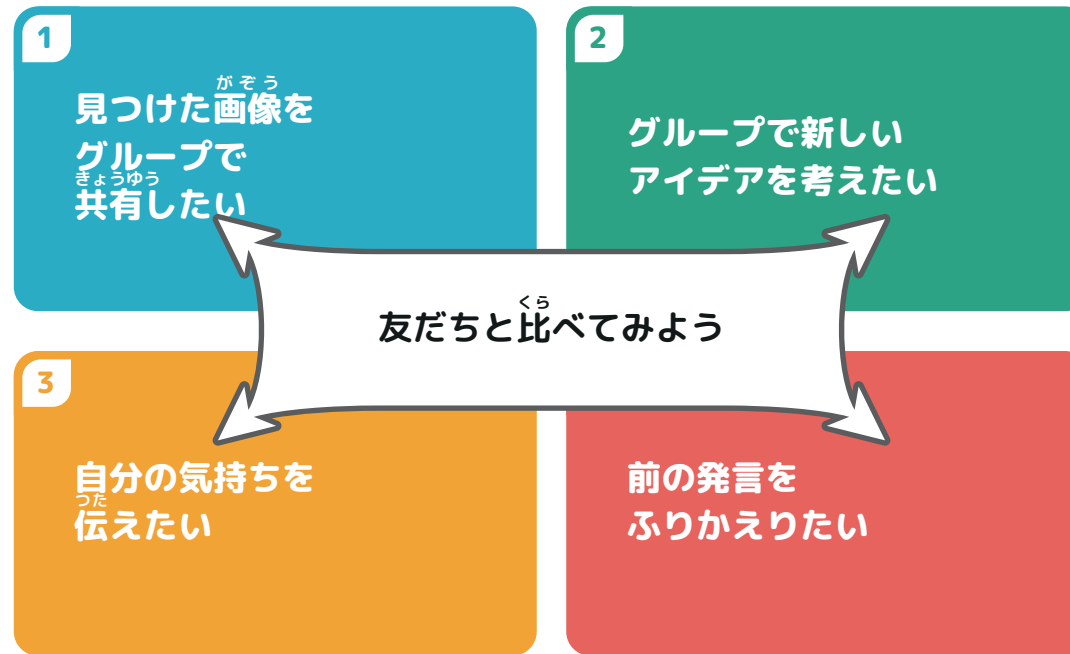 1
見つけた画像を
がぞう
グループで
共有したい
きょうゆう
2
グループで新しい
アイデアを考えたい
友だちと比べてみよう
くら
3
自分の気持ちを
伝えたい
つた
前の発言を
ふりかえりたい